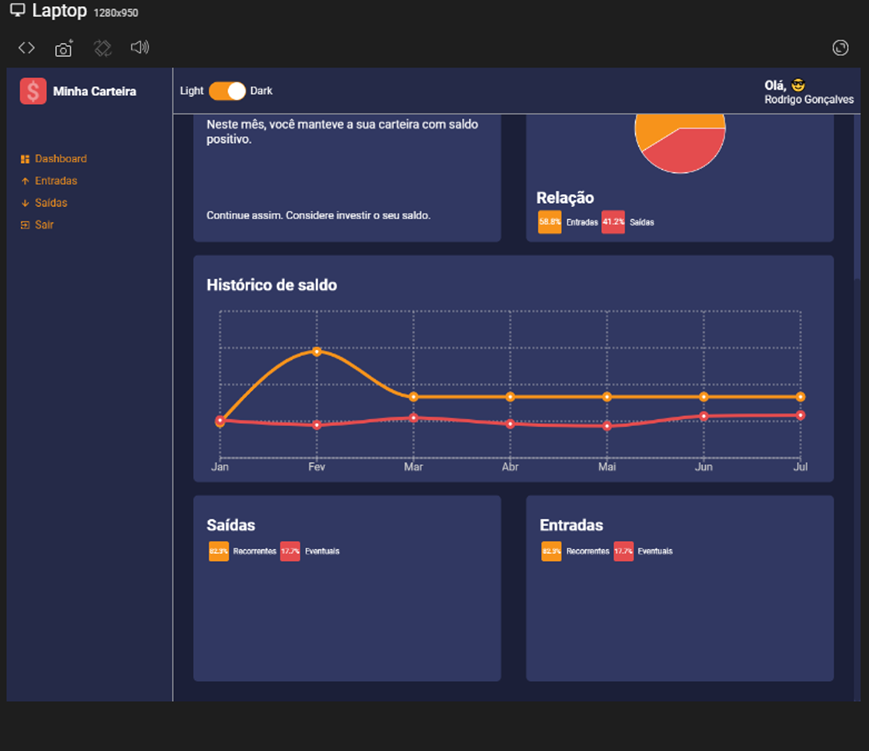 Laptop 1280x950
$ Minha Carteira
Light Dark
Olá, 😎
Rodrigo Gonçalves
Dashboard
Entradas
Saídas
Sair
Neste mês, você manteve a sua carteira com saldo
positivo.
Continue assim. Considere investir o seu saldo.
Relação
58.8% Entradas 41.2% Saídas
Histórico de saldo
Jan Fev Mar Abr Mai Jun Jul
Saídas
82.3% Recorrentes 17.7% Eventuais
Entradas
82.3% Recorrentes 17.7% Eventuais